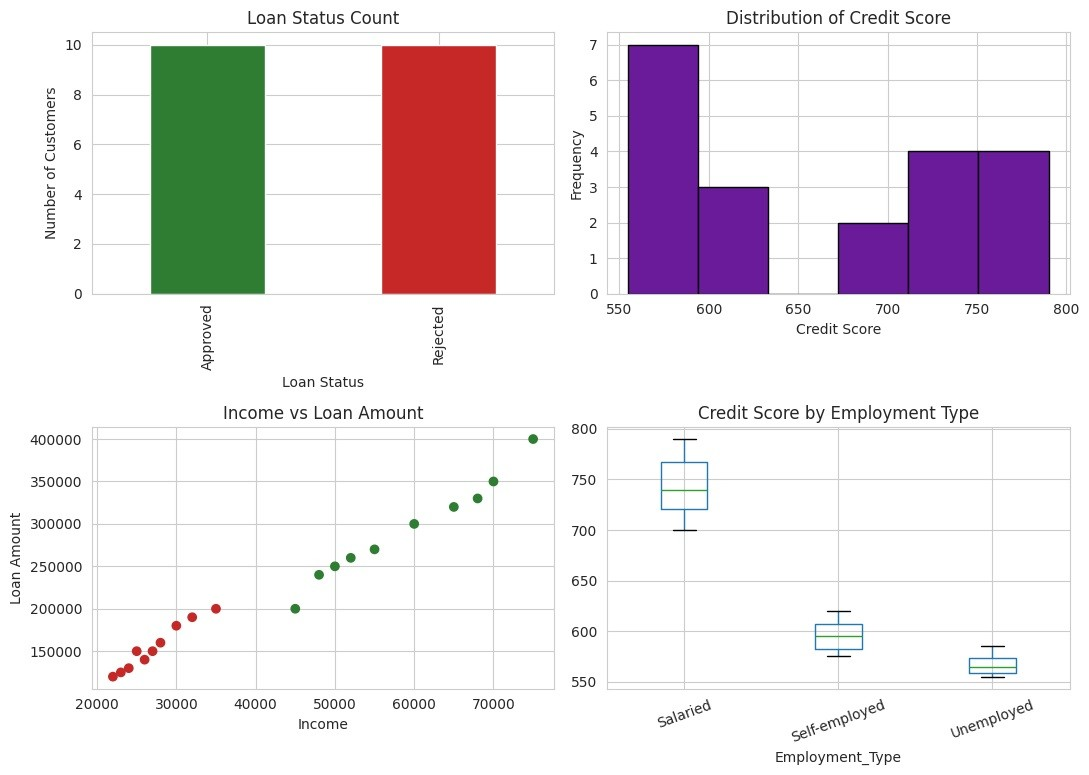 Loan Status Count
10
8
6
4
2
0
Number of Customers
Approved
Rejected
Loan Status
Distribution of Credit Score
7
6
5
4
3
2
1
0
Frequency
550 600 650 700 750 800
Credit Score
Income vs Loan Amount
400000
350000
300000
250000
200000
150000
Loan Amount
20000 30000 40000 50000 60000 70000
Income
Credit Score by Employment Type
800
750
700
650
600
550
Salaried
Self-employed
Unemployed
Employment_Type